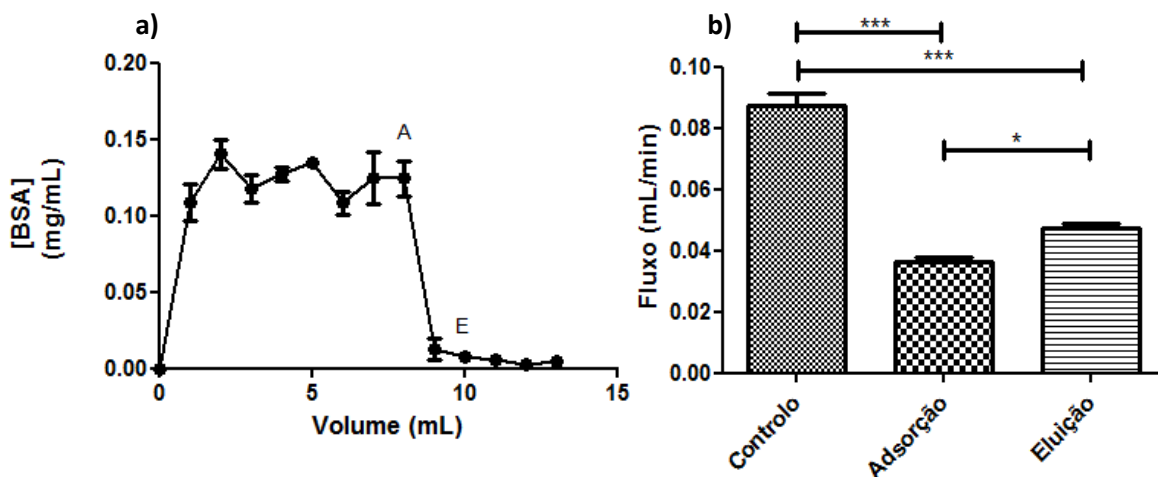 a)
[BSA]
(mg/mL)
0.20
0.15
0.10
0.05
0.00
A
E
0
5
10
15
Volume (mL)
b)
Fluxo (mL/min)
0.10
0.08
0.06
0.04
0.02
0.00
***
***
*
Controlo
Adsorção
Eluição